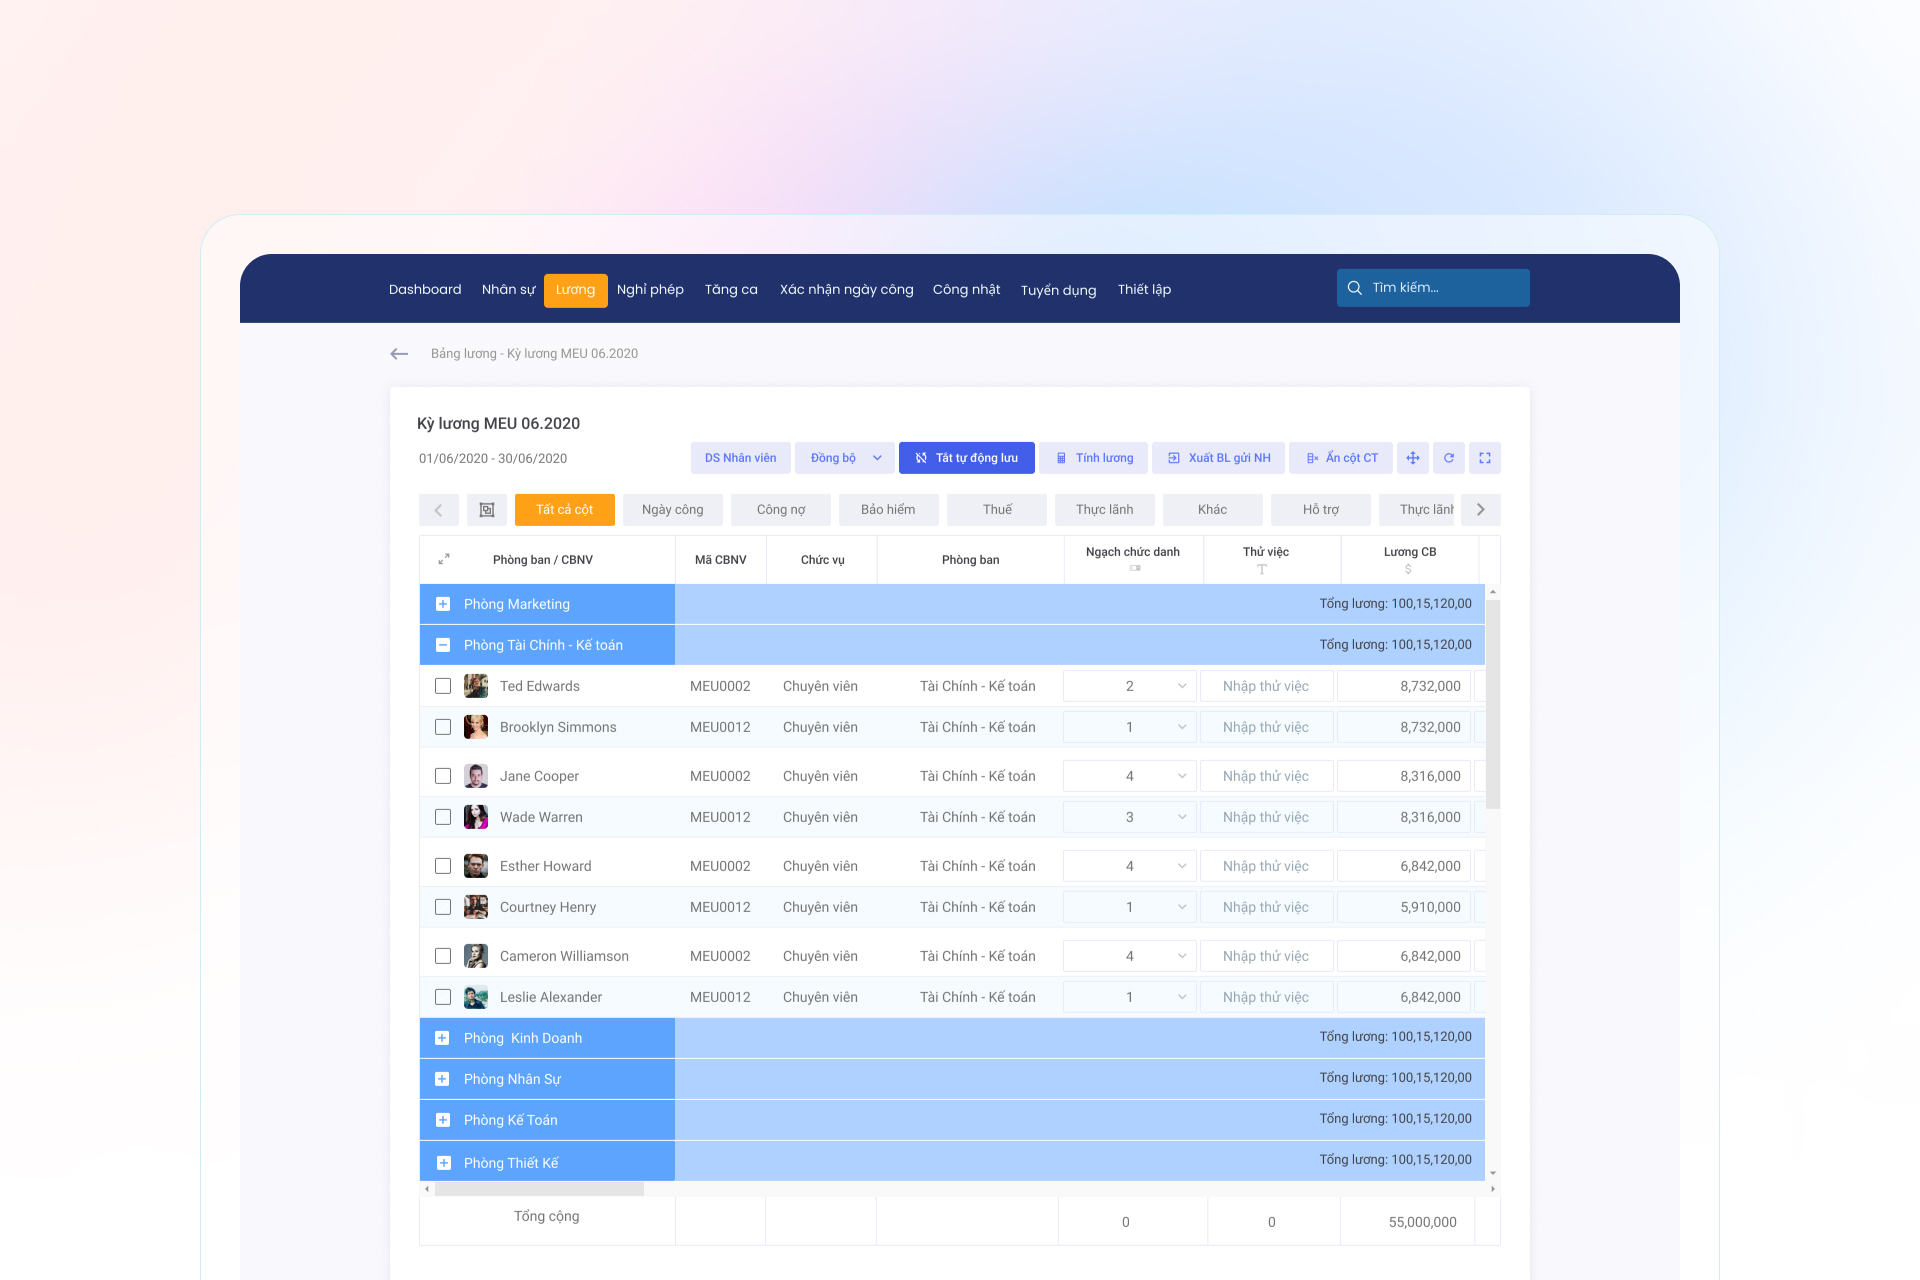 Dashboard Nhân sự Lương Nghỉ phép Tăng ca Xác nhận ngày công Công nhật Tuyển dụng Thiết lập Tìm kiếm...
Bảng lương - Kỳ lương MEU 06.2020
Kỳ lương MEU 06.2020
01/06/2020 - 30/06/2020 DS Nhân viên Đồng bộ Tắt tự động lưu Tính lương Xuất BL gửi NH Ẩn cột CT
Tất cả cột Ngày công Công nợ Bảo hiểm Thuế Thực lãnh Khác Hỗ trợ Thực lãnh
Phòng ban / CBNV Mã CBNV Chức vụ Phòng ban Ngạch chức danh Thử việc Lương CB
T $
Phòng Marketing Tổng lương: 100,15,120,00
Phòng Tài Chính - Kế toán Tổng lương: 100,15,120,00
Ted Edwards MEU0002 Chuyên viên Tài Chính - Kế toán 2 Nhập thử việc 8,732,000
Brooklyn Simmons MEU0012 Chuyên viên Tài Chính - Kế toán 1 Nhập thử việc 8,732,000
Jane Cooper MEU0002 Chuyên viên Tài Chính - Kế toán 4 Nhập thử việc 8,316,000
Wade Warren MEU0012 Chuyên viên Tài Chính - Kế toán 3 Nhập thử việc 8,316,000
Esther Howard MEU0002 Chuyên viên Tài Chính - Kế toán 4 Nhập thử việc 6,842,000
Courtney Henry MEU0012 Chuyên viên Tài Chính - Kế toán 1 Nhập thử việc 5,910,000
Cameron Williamson MEU0002 Chuyên viên Tài Chính - Kế toán 4 Nhập thử việc 6,842,000
Leslie Alexander MEU0012 Chuyên viên Tài Chính - Kế toán 1 Nhập thử việc 6,842,000
Phòng Kinh Doanh Tổng lương: 100,15,120,00
Phòng Nhân Sự Tổng lương: 100,15,120,00
Phòng Kế Toán Tổng lương: 100,15,120,00
Phòng Thiết Kế Tổng lương: 100,15,120,00
Tổng cộng 0 0 55,000,000